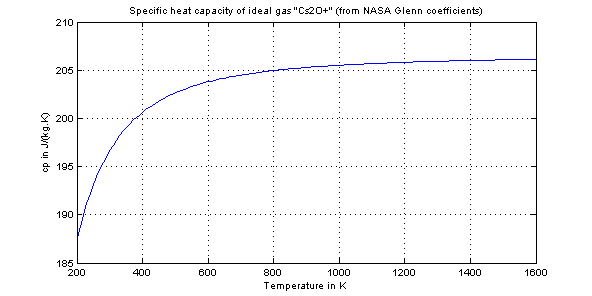 Specific heat capacity of ideal gas "Cs2O+" (from NASA Glenn coefficients)
210
205
200
195
190
185
cp in J/(kg.K)
200 400 600 800 1000 1200 1400 1600
Temperature in K